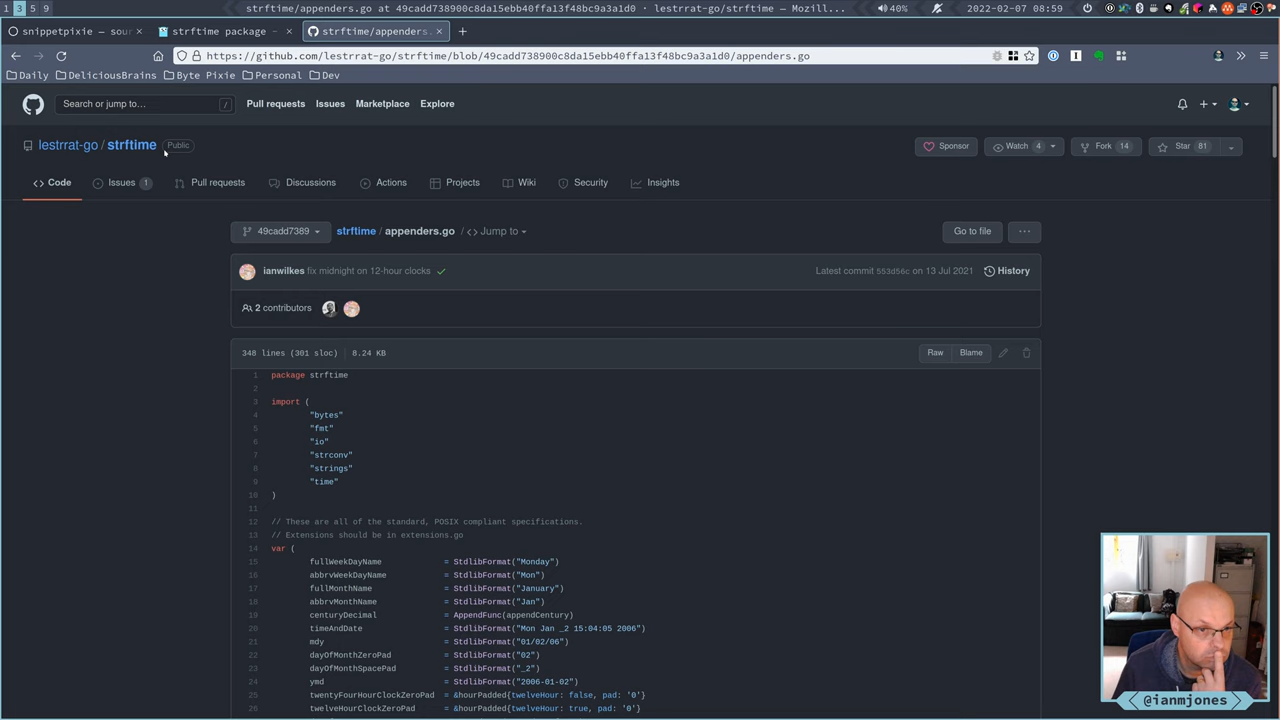 1 3 5 9 strftime/appenders.go at 49cadd738900c8da15ebb40ffa13f48bc9a3a1d0 • lestrrat-go/strftime — Mozill... 40% 2022-02-07 08:59
snippetpixie — sour × strftime package - × strftime/appenders. × +
https://github.com/lestrrat-go/strftime/blob/49cadd738900c8da15ebb40ffa13f48bc9a3a1d0/appenders.go
Daily DeliciousBrains Byte Pixie Personal Dev
Search or jump to… / Pull requests Issues Marketplace Explore
lestrrat-go / strftime Public Sponsor Watch 4 Fork 14 Star 81
Code Issues 1 Pull requests Discussions Actions Projects Wiki Security Insights
49cadd7389 strftime / appenders.go / <> Jump to Go to file ...
ianwilkes fix midnight on 12-hour clocks Latest commit 553d56c on 13 Jul 2021 History
2 contributors
348 lines (301 sloc) 8.24 KB Raw Blame
1 package strftime
2
3 import (
4 "bytes"
5 "fmt"
6 "io"
7 "strconv"
8 "strings"
9 "time"
10 )
11
12 // These are all of the standard, POSIX compliant specifications.
13 // Extensions should be in extensions.go
14 var (
15 fullWeekDayName = StdlibFormat("Monday")
16 abbrvWeekDayName = StdlibFormat("Mon")
17 fullMonthName = StdlibFormat("January")
18 abbrvMonthName = StdlibFormat("Jan")
19 centuryDecimal = AppendFunc(appendCentury)
20 timeAndDate = StdlibFormat("Mon Jan _2 15:04:05 2006")
21 mdy = StdlibFormat("01/02/06")
22 dayOfMonthZeroPad = StdlibFormat("02")
23 dayOfMonthSpacePad = StdlibFormat("_2")
24 ymd = StdlibFormat("2006-01-02")
25 twentyFourHourClockZeroPad = &hourPadded{twelveHour: false, pad: '0'}
26 twelveHourClockZeroPad = &hourPadded{twelveHour: true, pad: '0'}
@ianmjones